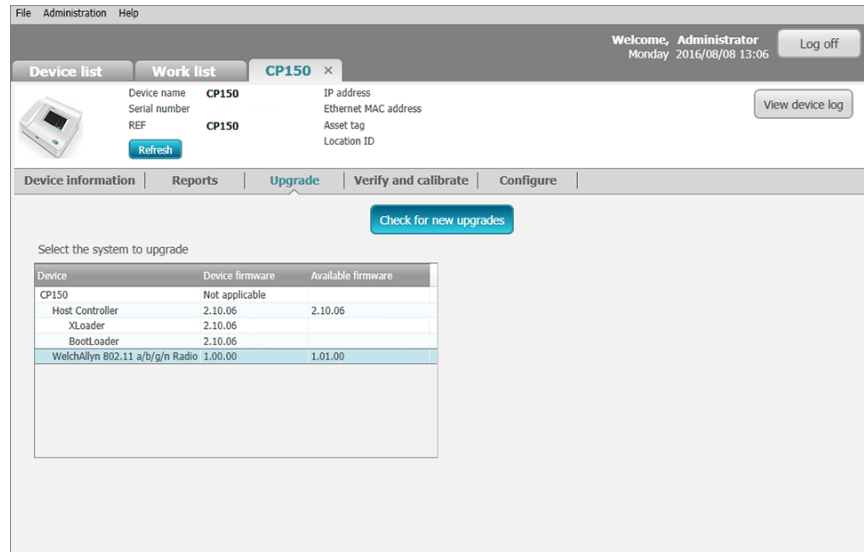 File Administration Help
Welcome, Administrator
Monday 2016/08/08 13:06
Log off
Device list Work list CP150 ×
Device name CP150 IP address
Serial number Ethernet MAC address
REF CP150 Asset tag
Location ID
Refresh
View device log
Device information Reports Upgrade Verify and calibrate Configure
Check for new upgrades
Select the system to upgrade
Device Device firmware Available firmware
CP150 Not applicable
Host Controller 2.10.06 2.10.06
XLoader 2.10.06
BootLoader 2.10.06
WelchAllyn 802.11 a/b/g/n Radio 1.00.00 1.01.00